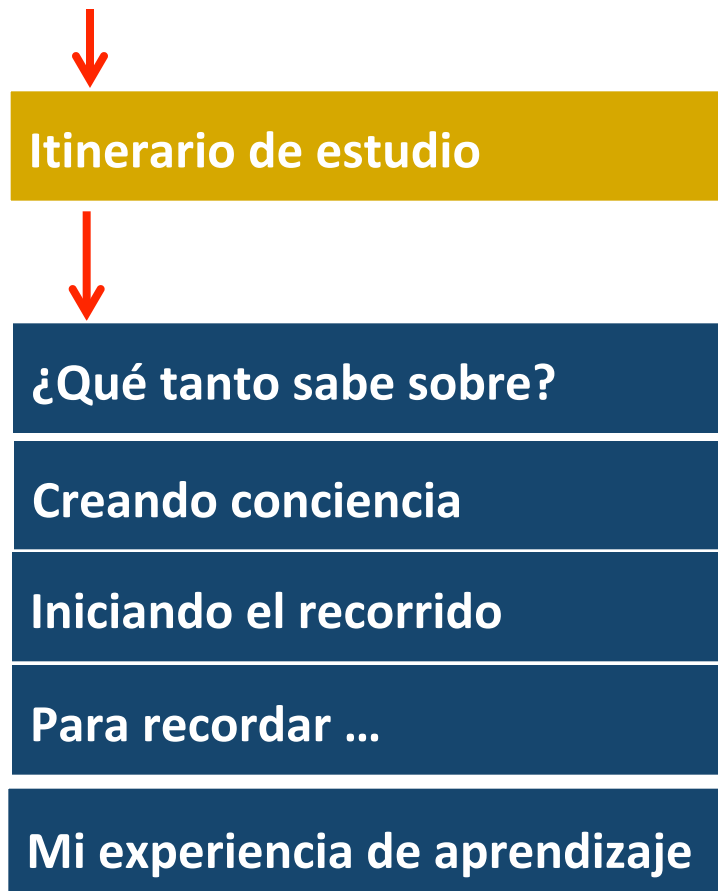 Itinerario de estudio
¿Qué tanto sabe sobre?
Creando conciencia
Iniciando el recorrido
Para recordar ...
Mi experiencia de aprendizaje